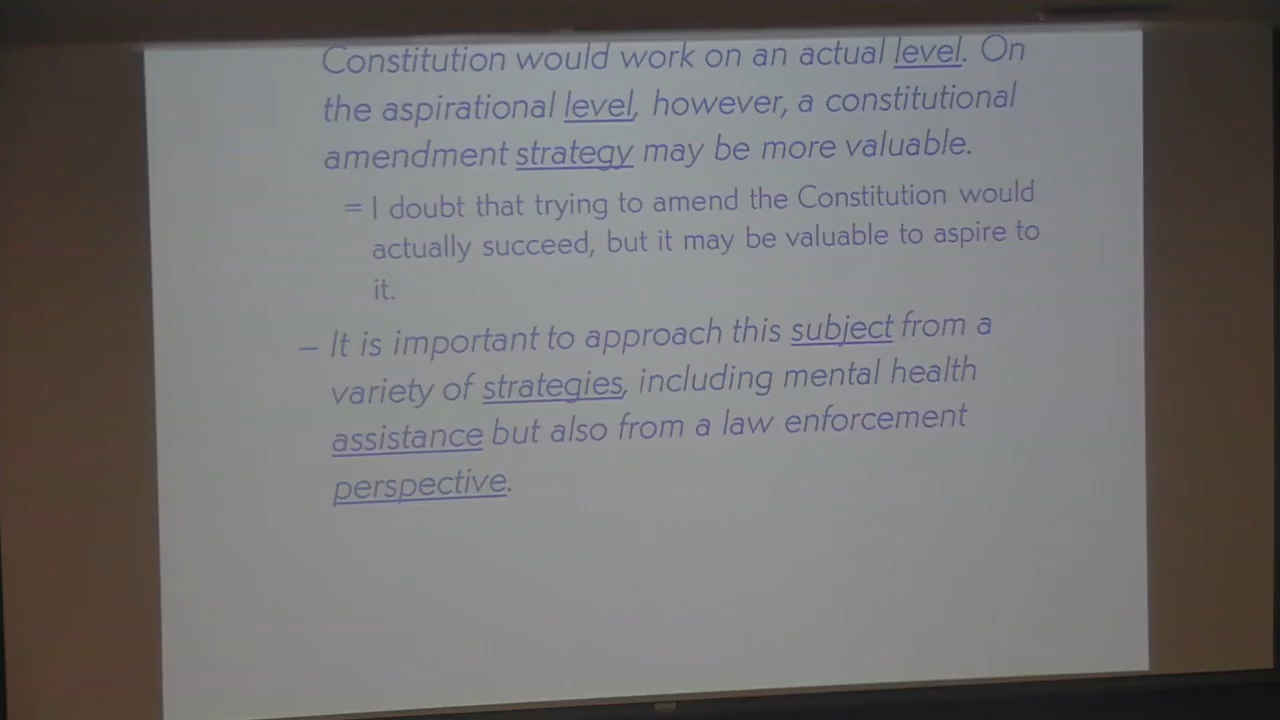 Constitution would work on an actual level. On
the aspirational level, however, a constitutional
amendment strategy may be more valuable.
= I doubt that trying to amend the Constitution would
actually succeed, but it may be valuable to aspire to
it.
– It is important to approach this subject from a
variety of strategies, including mental health
assistance but also from a law enforcement
perspective.